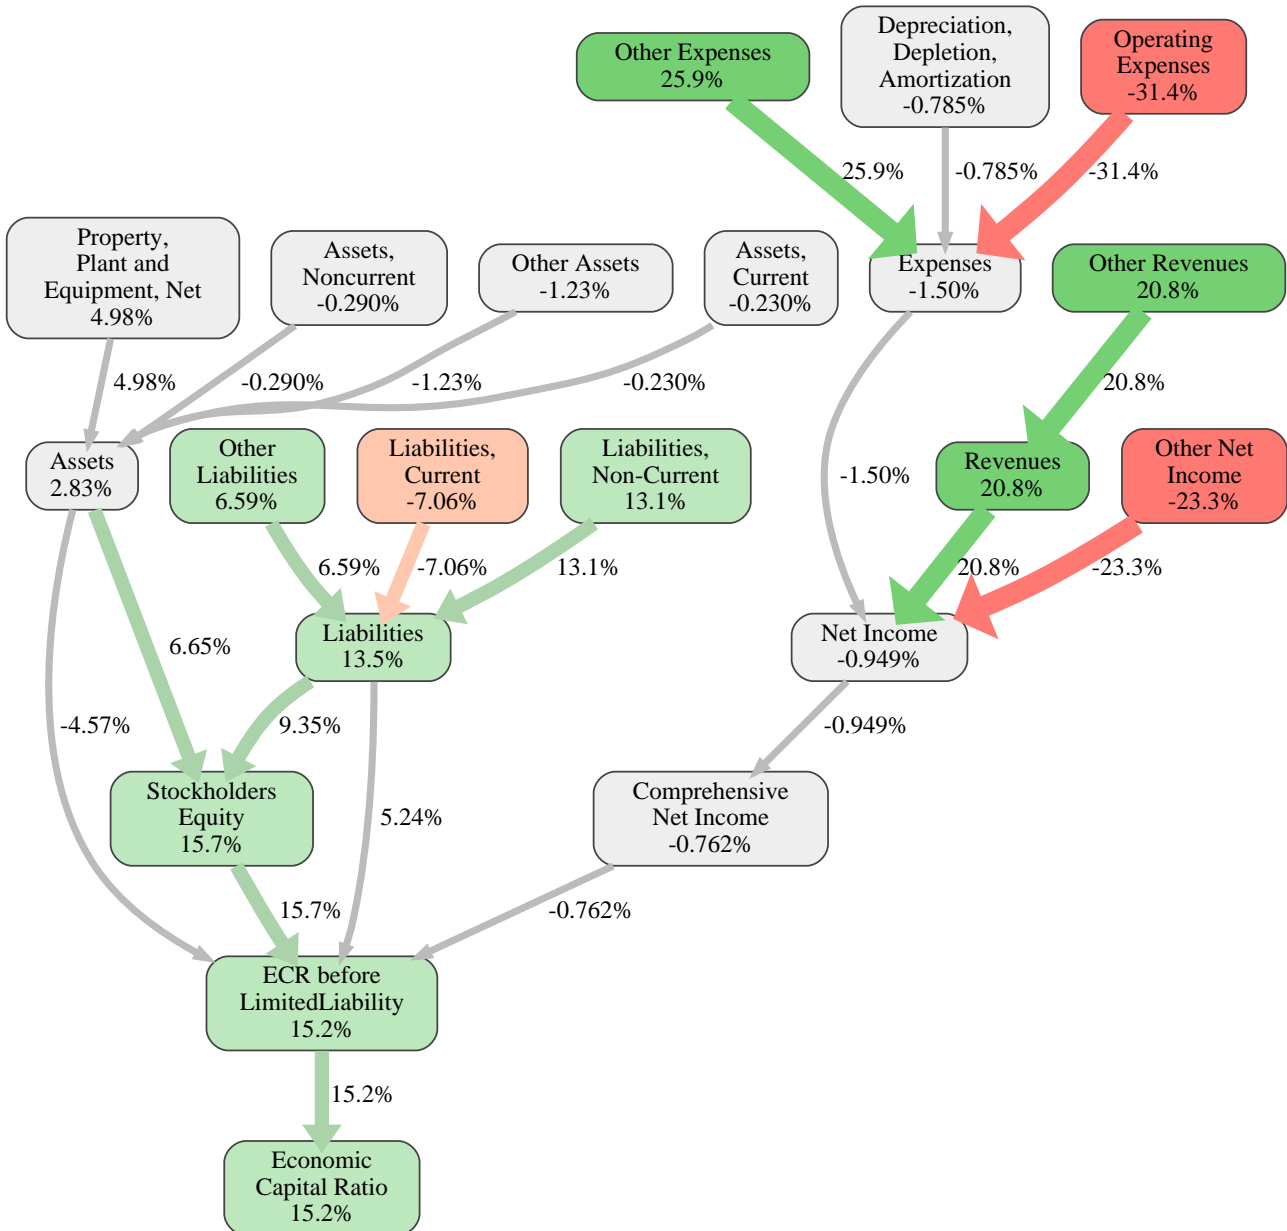 Other Expenses
25.9%
Depreciation,
Depletion,
Amortization
-0.785%
Operating
Expenses
-31.4%
25.9%
-0.785%
-31.4%
Property,
Plant and
Equipment, Net
4.98%
Assets,
Noncurrent
-0.290%
Other Assets
-1.23%
Assets,
Current
-0.230%
Expenses
-1.50%
Other Revenues
20.8%
4.98%
-0.290%
-1.23%
-0.230%
20.8%
Assets
2.83%
Other
Liabilities
6.59%
Liabilities,
Current
-7.06%
Liabilities,
Non-Current
13.1%
-1.50%
Revenues
20.8%
Other Net
Income
-23.3%
6.59%
-7.06%
13.1%
20.8%
-23.3%
Liabilities
13.5%
Net Income
-0.949%
6.65%
-4.57%
9.35%
-0.949%
Stockholders
Equity
15.7%
5.24%
Comprehensive
Net Income
-0.762%
15.7%
-0.762%
ECR before
LimitedLiability
15.2%
15.2%
Economic
Capital Ratio
15.2%